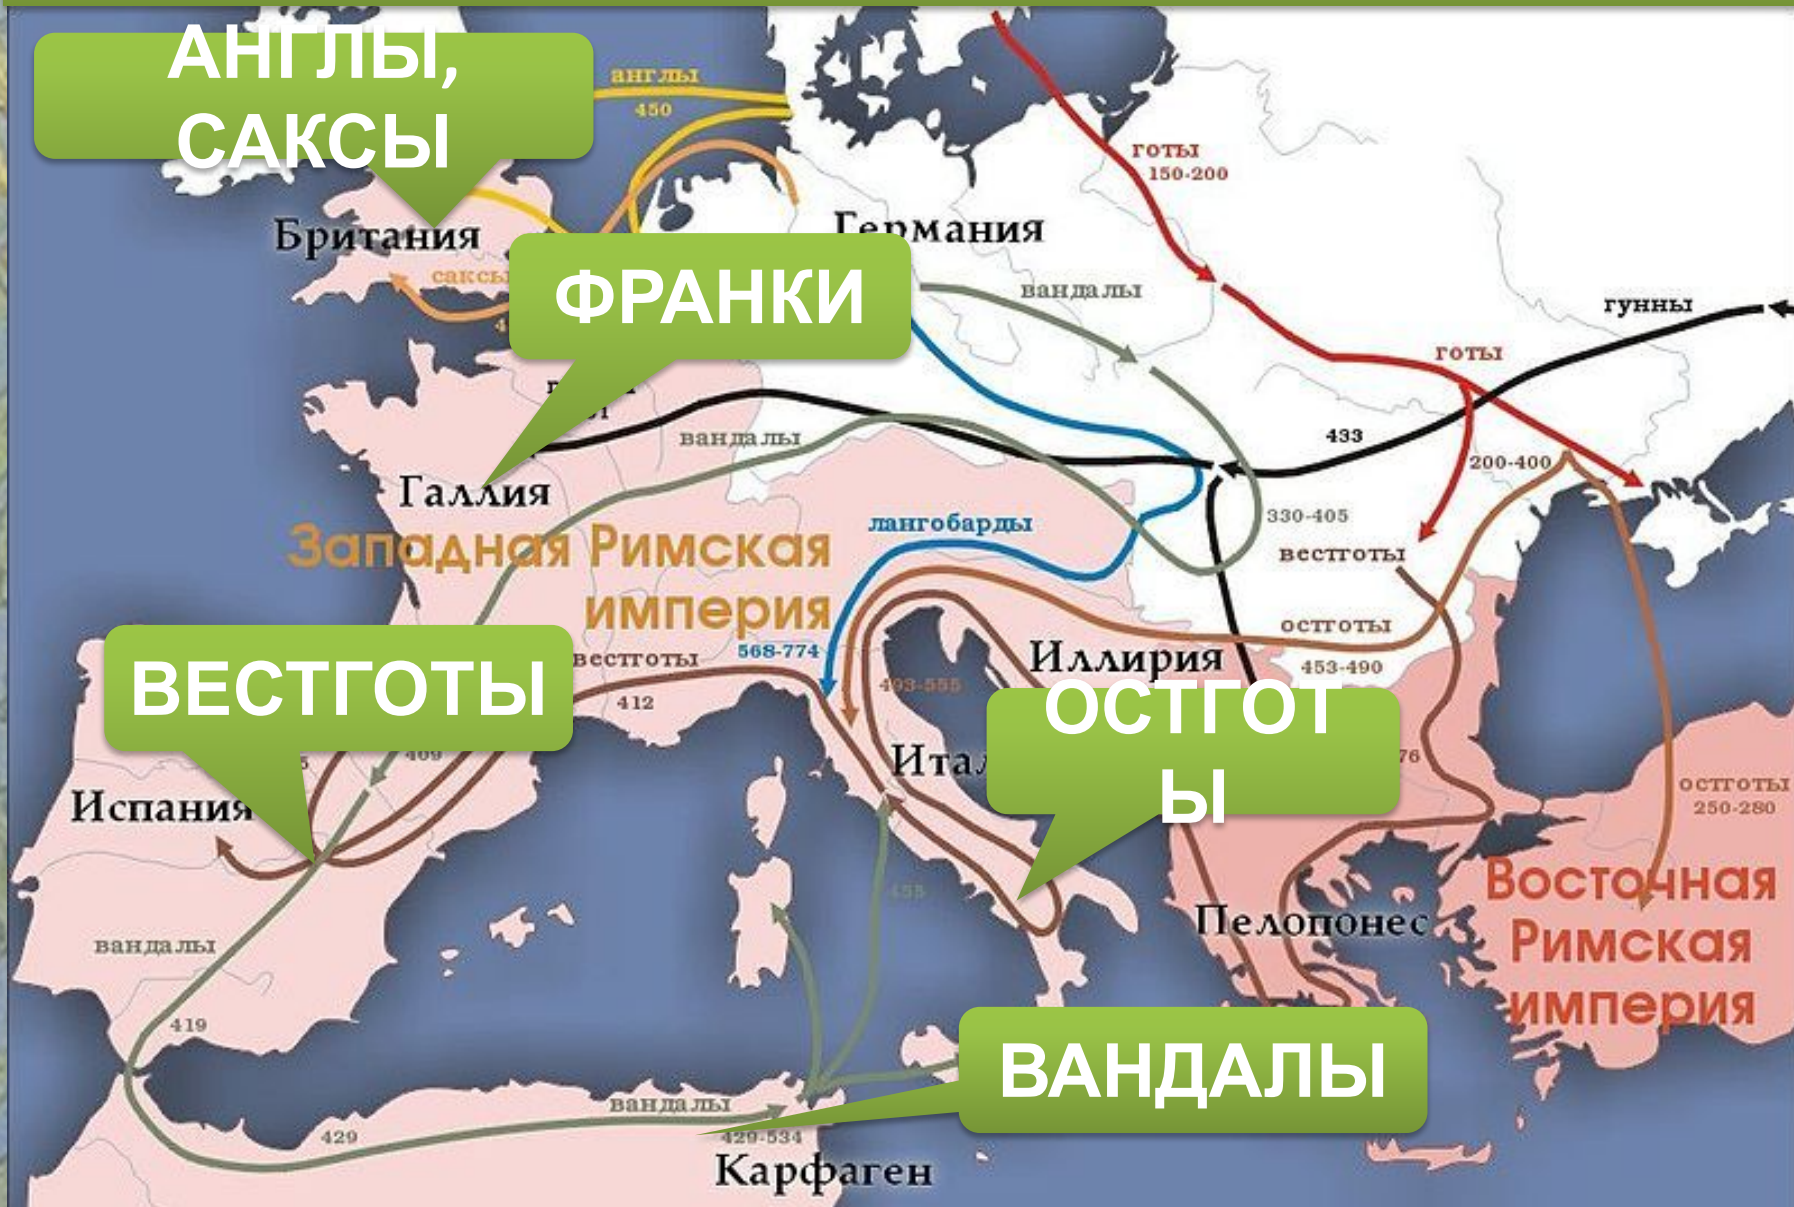 АНГЛЫ,
САКСЫ
англы
450
готы
150-200
Британия
Германия
саксы
ФРАНКИ
вандалы
гунны
готы
433
вандалы
200-400
Галлия
330-405
лангобарды
вестготы
Западная Римская
империя
остготы
453-490
Иллирия
568-774
вестготы
412
493-555
ВЕСТГОТЫ
ОСТГОТ
Ы
409
остготы
250-280
Испания
455
Восточная
Римская
империя
Пелопонес
вандалы
419
ВАНДАЛЫ
вандалы
429
429-534
Карфаген